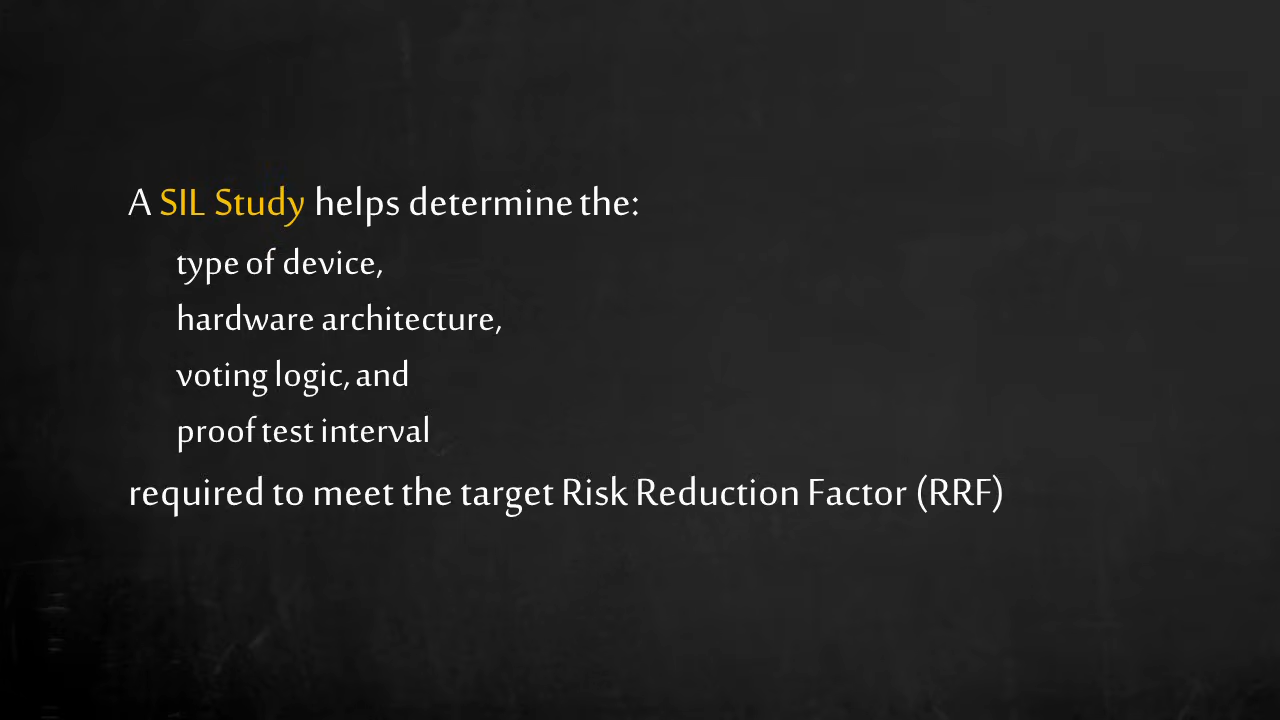 A SIL Study helps determine the:
type of device,
hardware architecture,
voting logic, and
proof test interval
required to meet the target Risk Reduction Factor (RRF)